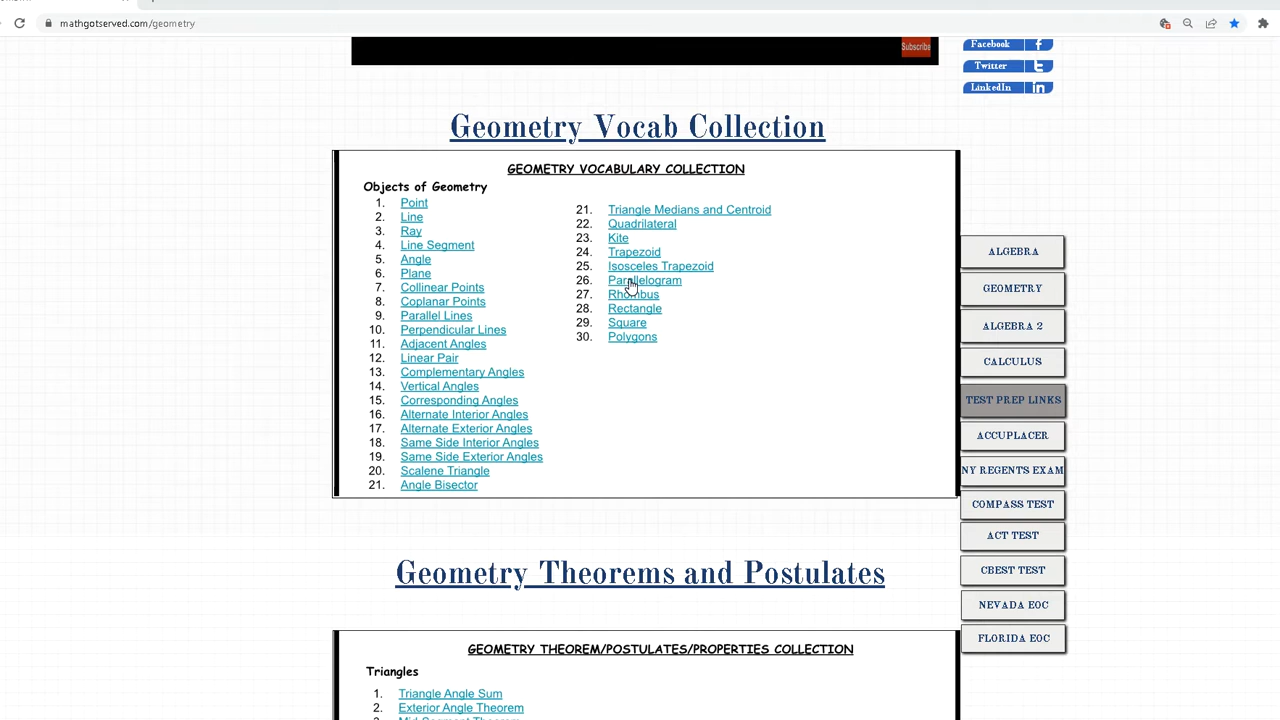 mathgotserved.com/geometry
Subscribe
Facebook
Twitter
LinkedIn
Geometry Vocab Collection
GEOMETRY VOCABULARY COLLECTION
Objects of Geometry
1. Point
2. Line
3. Ray
4. Line Segment
5. Angle
6. Plane
7. Collinear Points
8. Coplanar Points
9. Parallel Lines
10. Perpendicular Lines
11. Adjacent Angles
12. Linear Pair
13. Complementary Angles
14. Vertical Angles
15. Corresponding Angles
16. Alternate Interior Angles
17. Alternate Exterior Angles
18. Same Side Interior Angles
19. Same Side Exterior Angles
20. Scalene Triangle
21. Angle Bisector
21. Triangle Medians and Centroid
22. Quadrilateral
23. Kite
24. Trapezoid
25. Isosceles Trapezoid
26. Parallelogram
27. Rhombus
28. Rectangle
29. Square
30. Polygons
ALGEBRA
GEOMETRY
ALGEBRA 2
CALCULUS
TEST PREP LINKS
ACCUPLACER
NY REGENTS EXAM
COMPASS TEST
ACT TEST
CBEST TEST
NEVADA EOC
FLORIDA EOC
Geometry Theorems and Postulates
GEOMETRY THEOREM/POSTULATES/PROPERTIES COLLECTION
Triangles
1. Triangle Angle Sum
2. Exterior Angle Theorem